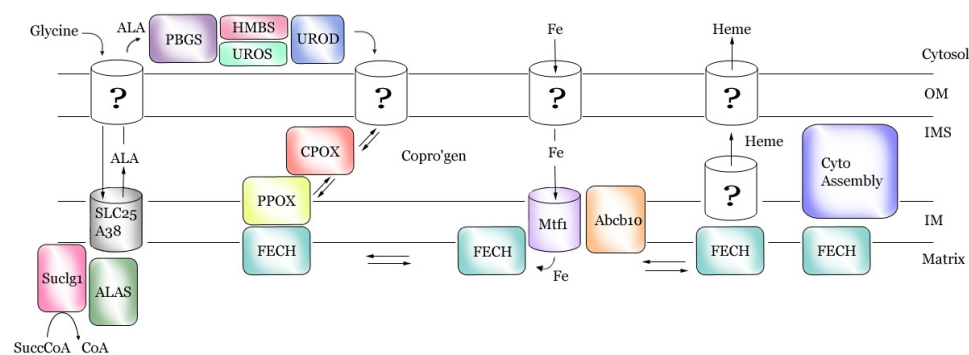 Glycine
ALA
PBGS
HMBS
UROS
UROD
Fe
Heme
Cytosol
?
?
?
?
OM
IMS
ALA
CPOX
Copro'gen
Fe
Heme
?
Cyto
Assembly
PPOX
SLC25
A38
Mtf1
Abcb10
IM
FECH
FECH
FECH
FECH
Matrix
Suclg1
ALAS
Fe
SuccCoA
CoA